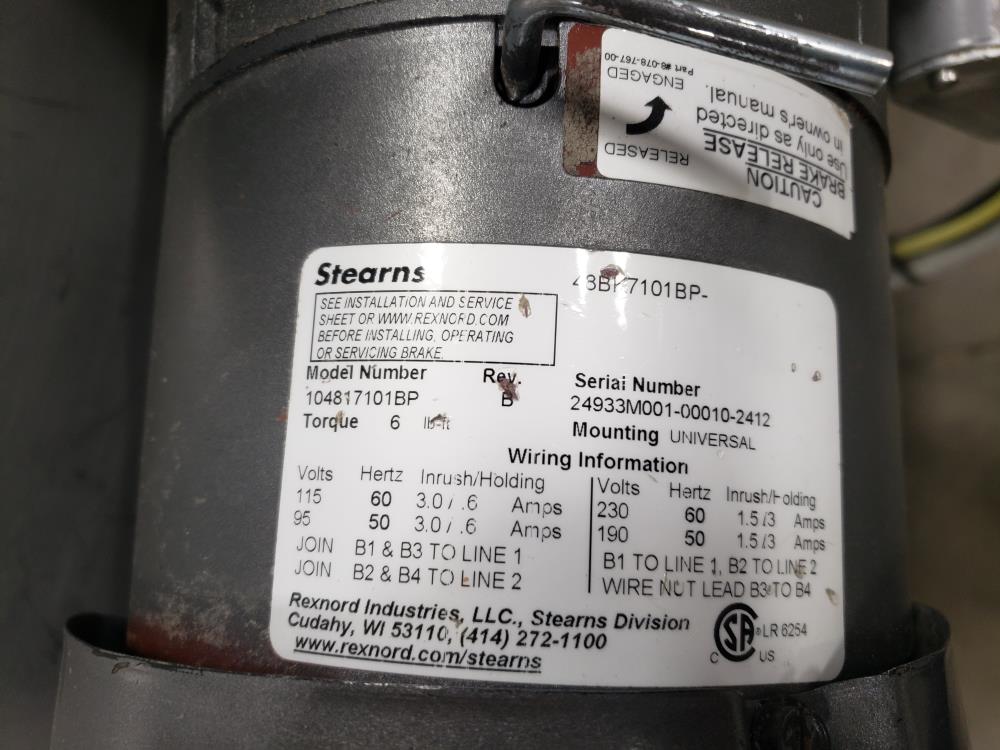 CAUTION
BRAKE RELEASE
Use only as directed
in owner's manual.
RELEASED
ENGAGED
Part #8-078-767-00
Stearns
SEE INSTALLATION AND SERVICE
SHEET OR WWW.REXNORD.COM
BEFORE INSTALLING, OPERATING
OR SERVICING BRAKE.
Model Number Rev. Serial Number
104817101BP B 24933M001-00010-2412
Torque 6 lb-ft Mounting UNIVERSAL
Wiring Information
Volts Hertz Inrush/Holding
115 60 3.0 / .6 Amps
95 50 3.0 / .6 Amps
JOIN B1 & B3 TO LINE 1
JOIN B2 & B4 TO LINE 2
Volts Hertz Inrush/Holding
230 60 1.5 /.3 Amps
190 50 1.5 /.3 Amps
B1 TO LINE 1, B2 TO LINE 2
WIRE NUT LEAD B3 TO B4
Rexnord Industries, LLC., Stearns Division
Cudahy, WI 53110, (414) 272-1100
www.rexnord.com/stearns
SA ® LR 6254
C US